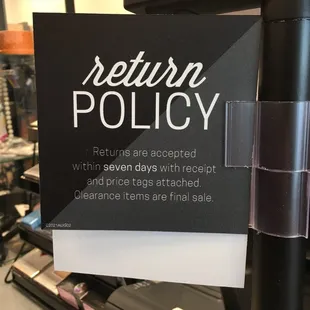 return
POLICY
Returns are accepted
within seven days with receipt
and price tags attached.
Clearance items are final sale.